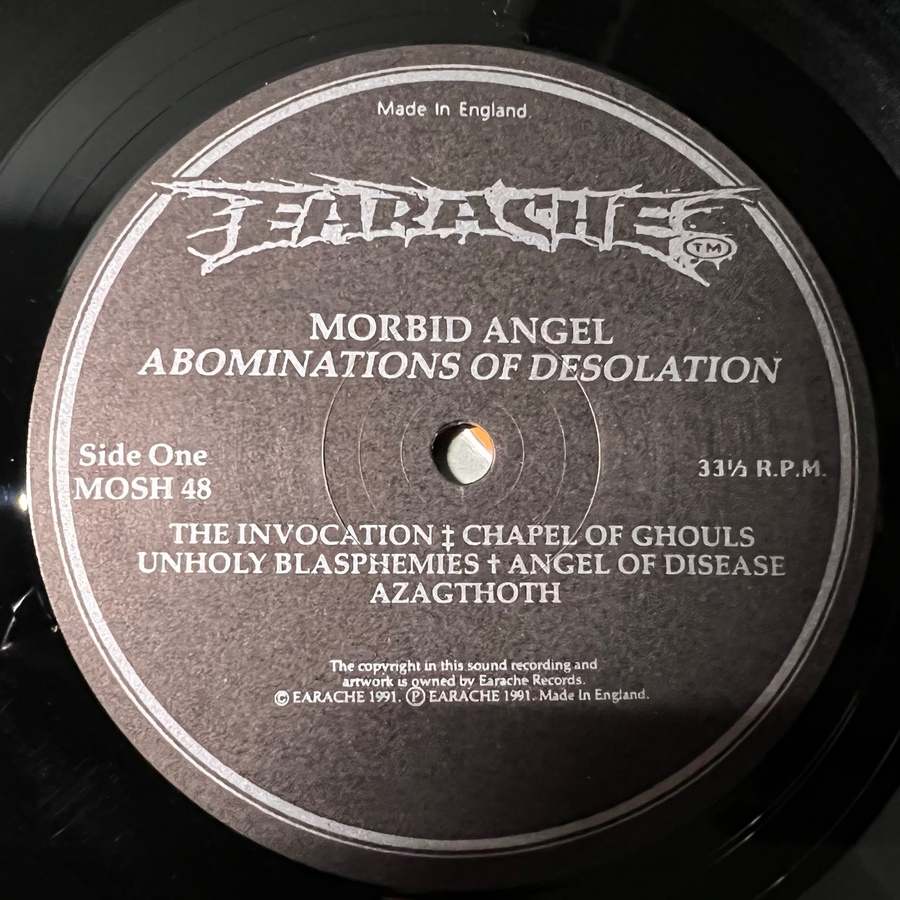 Made In England.
EARACHE TM
MORBID ANGEL
ABOMINATIONS OF DESOLATION
Side One
MOSH 48
33⅓ R.P.M.
THE INVOCATION ‡ CHAPEL OF GHOULS
UNHOLY BLASPHEMIES † ANGEL OF DISEASE
AZAGTHOTH
The copyright in this sound recording and
artwork is owned by Earache Records.
© EARACHE 1991. ℗ EARACHE 1991. Made In England.